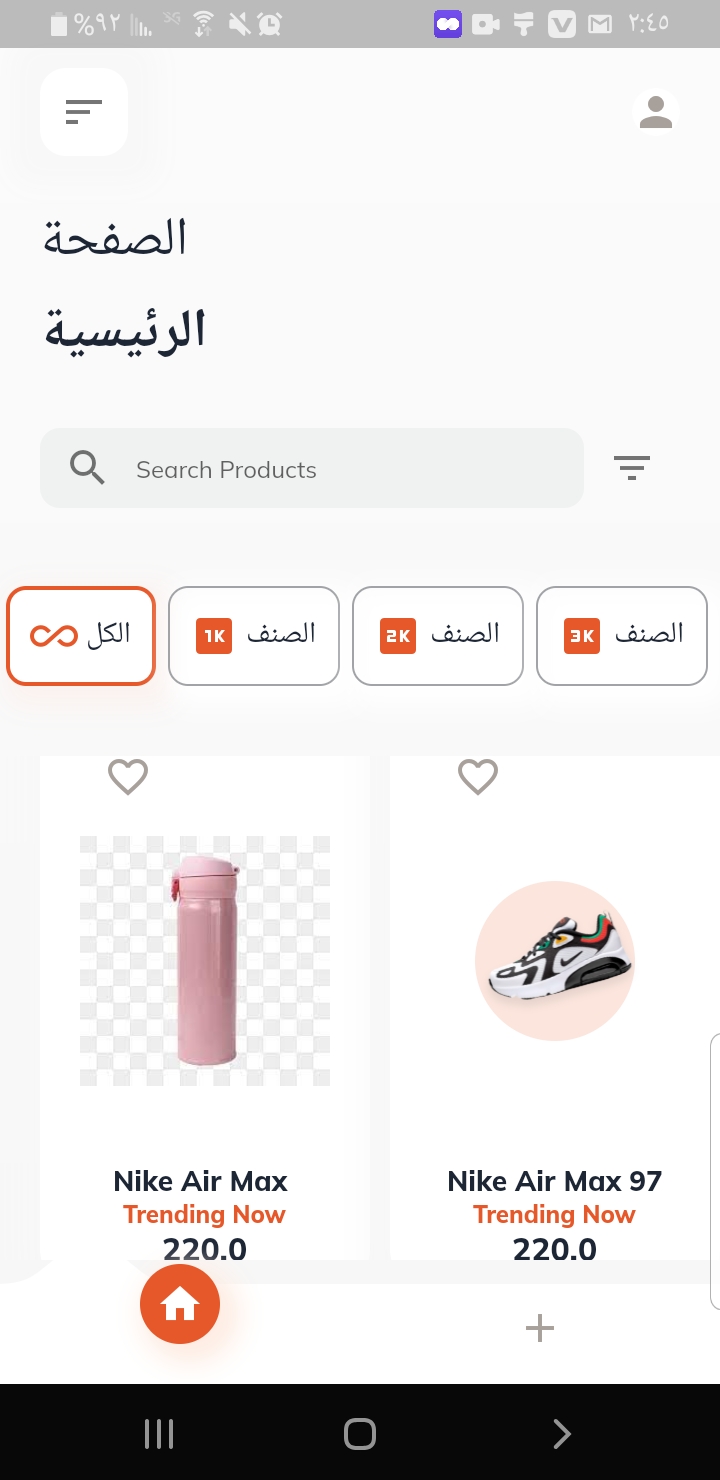 %٩٢
3G
٢:٤٥
الصفحة
الرئيسية
Search Products
الكل
1K الصنف
2K الصنف
3K الصنف
Nike Air Max
Nike Air Max 97
Trending Now
Trending Now
220.0
220.0